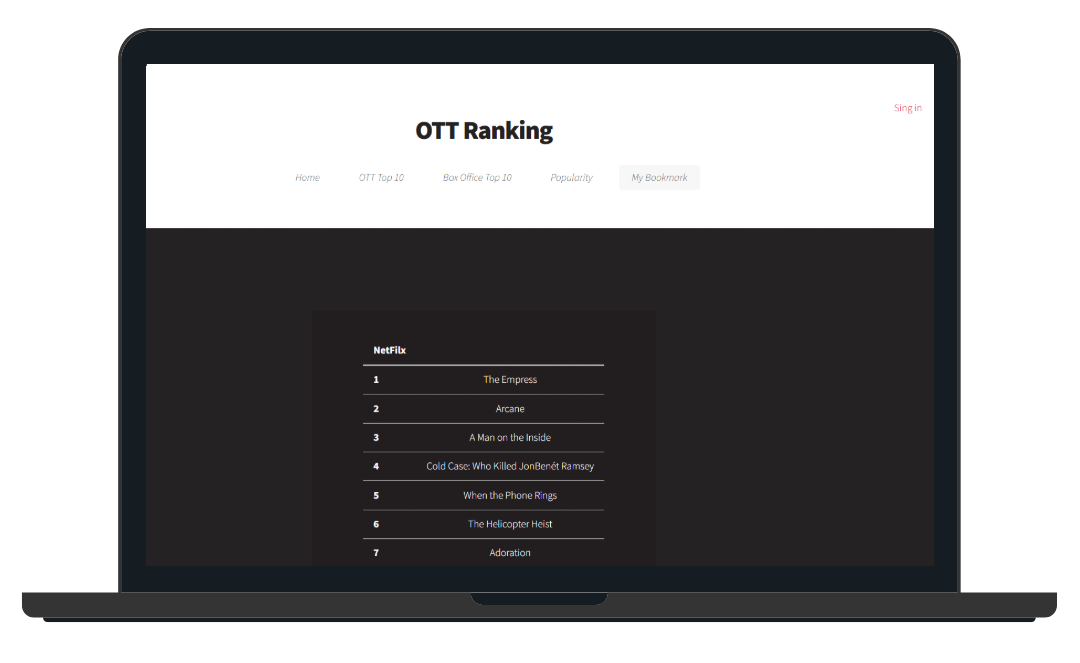 Sing in
OTT Ranking
Home OTT Top 10 Box Office Top 10 Popularity My Bookmark
NetFilx
1 The Empress
2 Arcane
3 A Man on the Inside
4 Cold Case: Who Killed JonBenét Ramsey
5 When the Phone Rings
6 The Helicopter Heist
7 Adoration